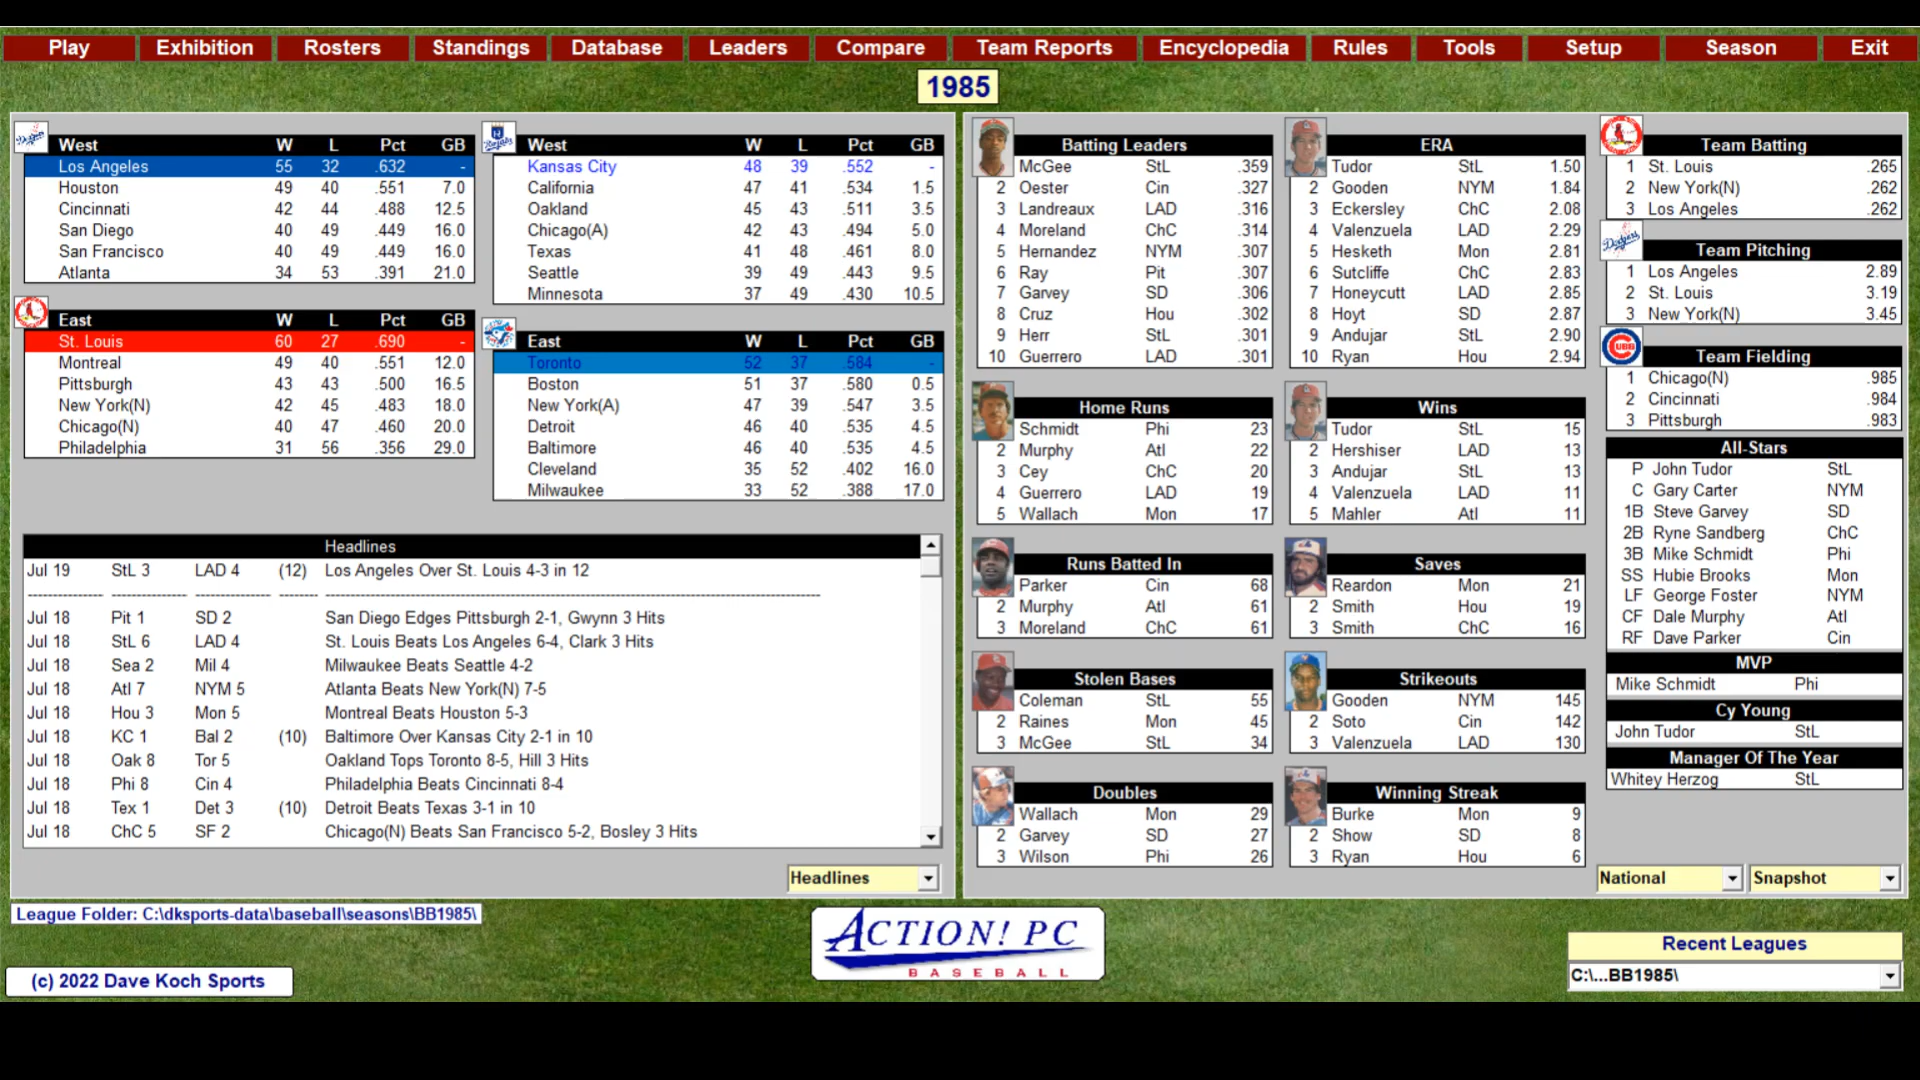 Play Exhibition Rosters Standings Database Leaders Compare Team Reports Encyclopedia Rules Tools Setup Season Exit
1985
West W L Pct GB
Los Angeles 55 32 .632 -
Houston 49 40 .551 7.0
Cincinnati 42 44 .488 12.5
San Diego 40 49 .449 16.0
San Francisco 40 49 .449 16.0
Atlanta 34 53 .391 21.0
East W L Pct GB
St. Louis 60 27 .690 -
Montreal 49 40 .551 12.0
Pittsburgh 43 43 .500 16.5
New York(N) 42 45 .483 18.0
Chicago(N) 40 47 .460 20.0
Philadelphia 31 56 .356 29.0
West W L Pct GB
Kansas City 48 39 .552 -
California 47 41 .534 1.5
Oakland 45 43 .511 3.5
Chicago(A) 42 43 .494 5.0
Texas 41 48 .461 8.0
Seattle 39 49 .443 9.5
Minnesota 37 49 .430 10.5
East W L Pct GB
Toronto 52 37 .584 -
Boston 51 37 .580 0.5
New York(A) 47 39 .547 3.5
Detroit 46 40 .535 4.5
Baltimore 46 40 .535 4.5
Cleveland 35 52 .402 16.0
Milwaukee 33 52 .388 17.0
Headlines
Jul 19 StL 3 LAD 4 (12) Los Angeles Over St. Louis 4-3 in 12
Jul 18 Pit 1 SD 2 San Diego Edges Pittsburgh 2-1, Gwynn 3 Hits
Jul 18 StL 6 LAD 4 St. Louis Beats Los Angeles 6-4, Clark 3 Hits
Jul 18 Sea 2 Mil 4 Milwaukee Beats Seattle 4-2
Jul 18 Atl 7 NYM 5 Atlanta Beats New York(N) 7-5
Jul 18 Hou 3 Mon 5 Montreal Beats Houston 5-3
Jul 18 KC 1 Bal 2 (10) Baltimore Over Kansas City 2-1 in 10
Jul 18 Oak 8 Tor 5 Oakland Tops Toronto 8-5, Hill 3 Hits
Jul 18 Phi 8 Cin 4 Philadelphia Beats Cincinnati 8-4
Jul 18 Tex 1 Det 3 (10) Detroit Beats Texas 3-1 in 10
Jul 18 ChC 5 SF 2 Chicago(N) Beats San Francisco 5-2, Bosley 3 Hits
Headlines
Batting Leaders
McGee StL .359
2 Oester Cin .327
3 Landreaux LAD .316
4 Moreland ChC .314
5 Hernandez NYM .307
6 Ray Pit .307
7 Garvey SD .306
8 Cruz Hou .302
9 Herr StL .301
10 Guerrero LAD .301
Home Runs
Schmidt Phi 23
2 Murphy Atl 22
3 Cey ChC 20
4 Guerrero LAD 19
5 Wallach Mon 17
Runs Batted In
Parker Cin 68
2 Murphy Atl 61
3 Moreland ChC 61
Stolen Bases
Coleman StL 55
2 Raines Mon 45
3 McGee StL 34
Doubles
Wallach Mon 29
2 Garvey SD 27
3 Wilson Phi 26
ERA
Tudor StL 1.50
2 Gooden NYM 1.84
3 Eckersley ChC 2.08
4 Valenzuela LAD 2.29
5 Hesketh Mon 2.81
6 Sutcliffe ChC 2.83
7 Honeycutt LAD 2.85
8 Hoyt SD 2.87
9 Andujar StL 2.90
10 Ryan Hou 2.94
Wins
Tudor StL 15
2 Hershiser LAD 13
3 Andujar StL 13
4 Valenzuela LAD 11
5 Mahler Atl 11
Saves
Reardon Mon 21
2 Smith Hou 19
3 Smith ChC 16
Strikeouts
Gooden NYM 145
2 Soto Cin 142
3 Valenzuela LAD 130
Winning Streak
Burke Mon 9
2 Show SD 8
3 Ryan Hou 6
Team Batting
1 St. Louis .265
2 New York(N) .262
3 Los Angeles .262
Team Pitching
1 Los Angeles 2.89
2 St. Louis 3.19
3 New York(N) 3.45
Team Fielding
1 Chicago(N) .985
2 Cincinnati .984
3 Pittsburgh .983
All-Stars
P John Tudor StL
C Gary Carter NYM
1B Steve Garvey SD
2B Ryne Sandberg ChC
3B Mike Schmidt Phi
SS Hubie Brooks Mon
LF George Foster NYM
CF Dale Murphy Atl
RF Dave Parker Cin
MVP
Mike Schmidt Phi
Cy Young
John Tudor StL
Manager Of The Year
Whitey Herzog StL
National Snapshot
League Folder: C:\dksports-data\baseball\seasons\BB1985\
(c) 2022 Dave Koch Sports
ACTION! PC
BASEBALL
Recent Leagues
C:\...BB1985\